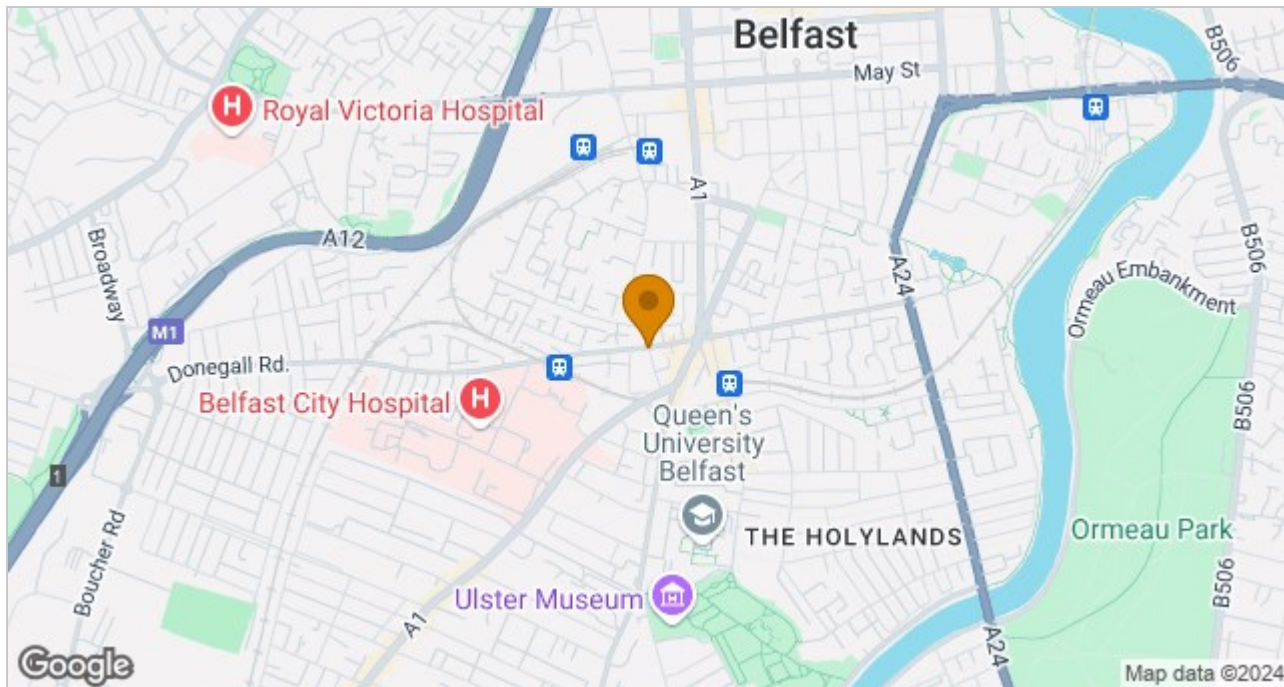 Belfast
May St
B506
Royal Victoria Hospital
A1
A12
Broadway
A24
B506
Ormeau Embankment
M1
Donegall Rd.
Belfast City Hospital
Queen's
University
Belfast
B506
1
Boucher Rd
THE HOLYLANDS
Ormeau Park
Ulster Museum
A1
A24
B506
Google
Map data ©2024